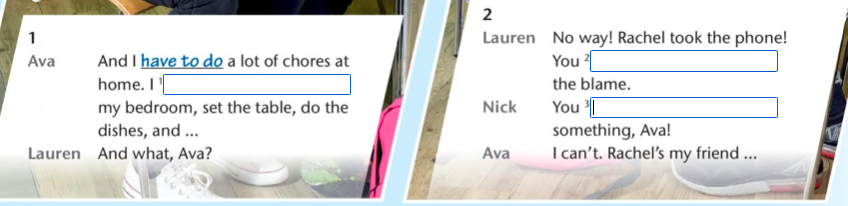 1
Ava And I have to do a lot of chores at
home. I 1
my bedroom, set the table, do the
dishes, and ...
Lauren And what, Ava?
2
Lauren No way! Rachel took the phone!
You 2
the blame.
Nick You 3
something, Ava!
Ava I can't. Rachel's my friend ...